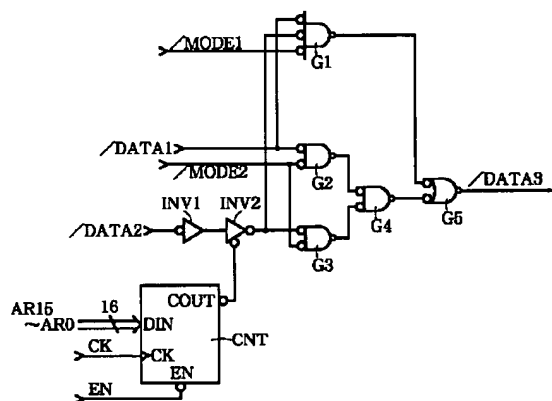 /MODE1
G1
/DATA1
/MODE2
G2
/DATA3
G5
INV1 INV2
G4
/DATA2
G3
COUT
AR15
~AR0
16
DIN
CNT
CK
CK
EN
EN